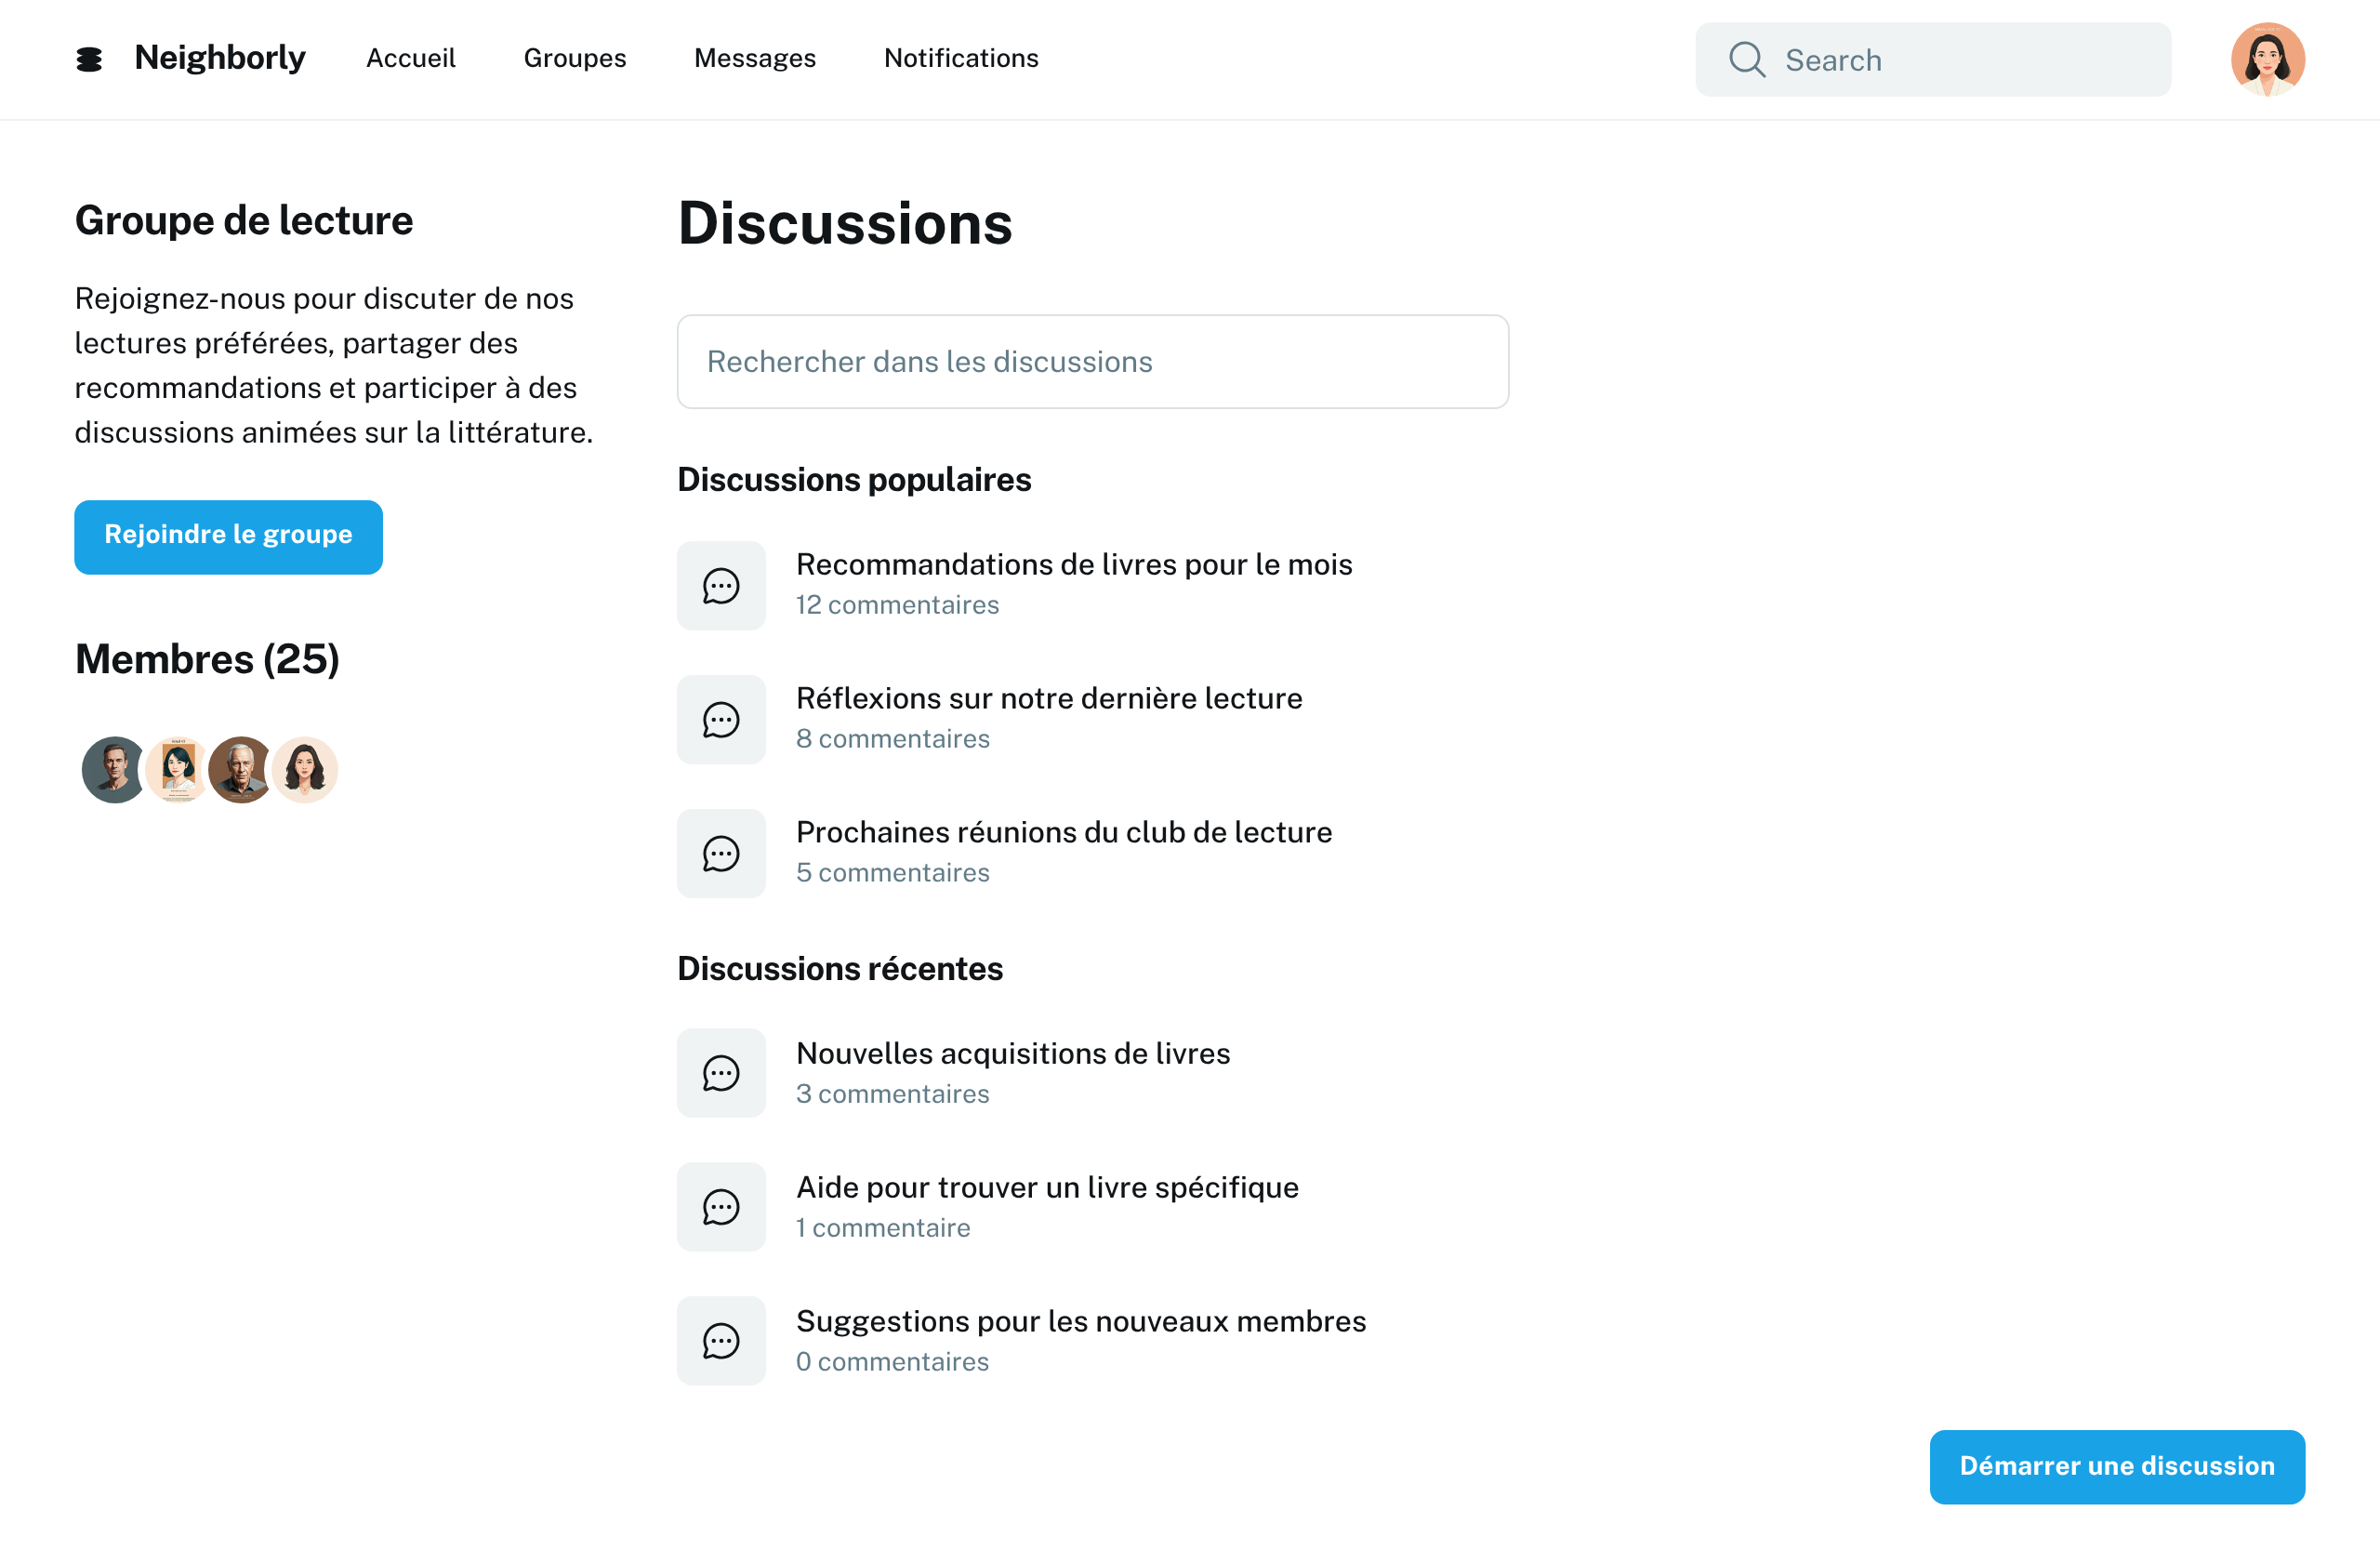 Neighborly
Accueil
Groupes
Messages
Notifications
Search
Groupe de lecture
Rejoignez-nous pour discuter de nos
lectures préférées, partager des
recommandations et participer à des
discussions animées sur la littérature.
Rejoindre le groupe
Membres (25)
Discussions
Rechercher dans les discussions
Discussions populaires
Recommandations de livres pour le mois
12 commentaires
Réflexions sur notre dernière lecture
8 commentaires
Prochaines réunions du club de lecture
5 commentaires
Discussions récentes
Nouvelles acquisitions de livres
3 commentaires
Aide pour trouver un livre spécifique
1 commentaire
Suggestions pour les nouveaux membres
0 commentaires
Démarrer une discussion